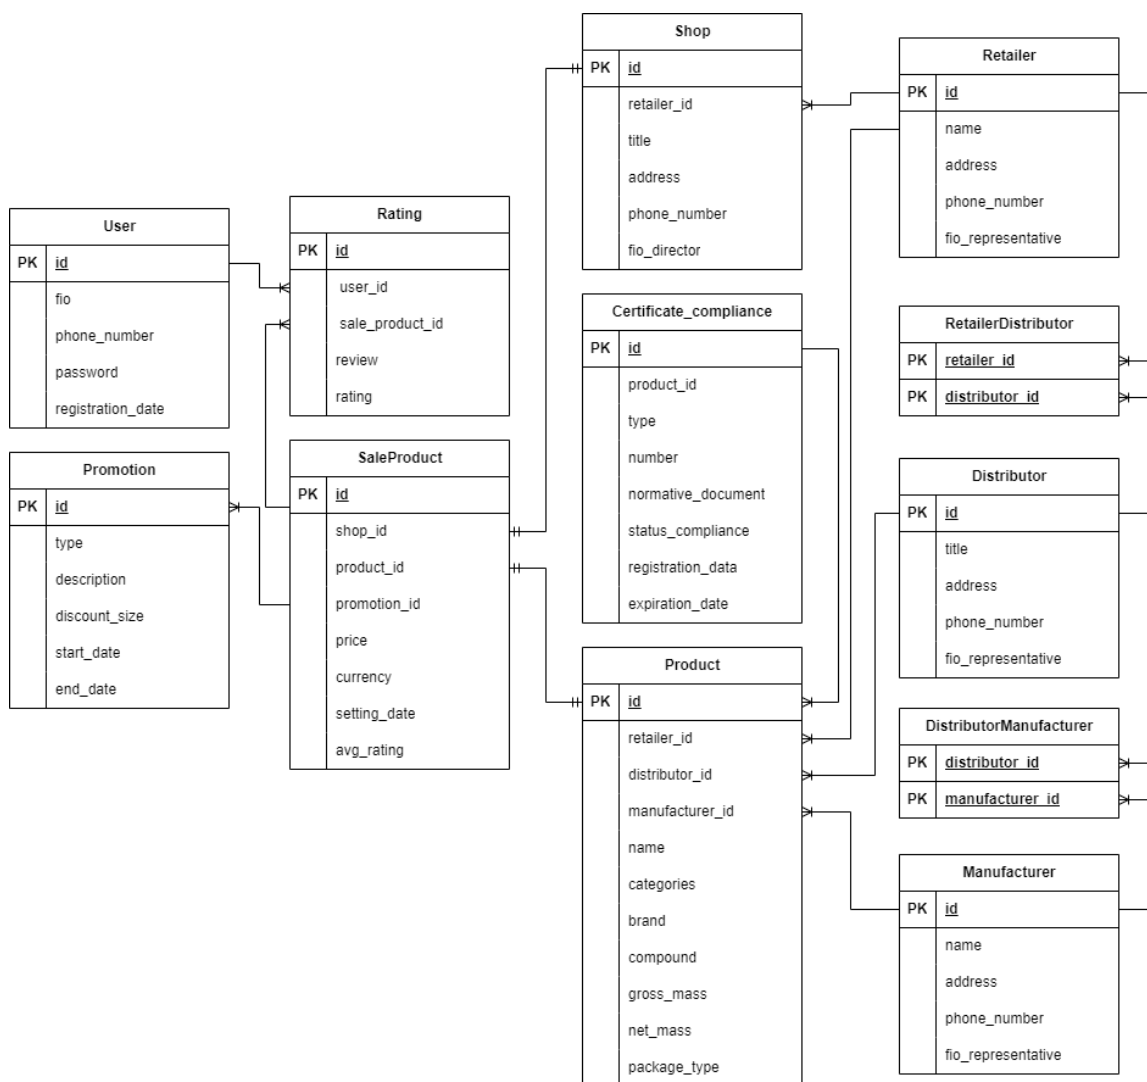 Shop
PK id
retailer_id
title
address
phone_number
fio_director
Retailer
PK id
name
address
phone_number
fio_representative
User
PK id
fio
phone_number
password
registration_date
Rating
PK id
user_id
sale_product_id
review
rating
Certificate_compliance
PK id
product_id
type
number
normative_document
status_compliance
registration_data
expiration_date
RetailerDistributor
PK retailer_id
PK distributor_id
Promotion
PK id
type
description
discount_size
start_date
end_date
SaleProduct
PK id
shop_id
product_id
promotion_id
price
currency
setting_date
avg_rating
Distributor
PK id
title
address
phone_number
fio_representative
Product
PK id
retailer_id
distributor_id
manufacturer_id
name
categories
brand
compound
gross_mass
net_mass
package_type
DistributorManufacturer
PK distributor_id
PK manufacturer_id
Manufacturer
PK id
name
address
phone_number
fio_representative